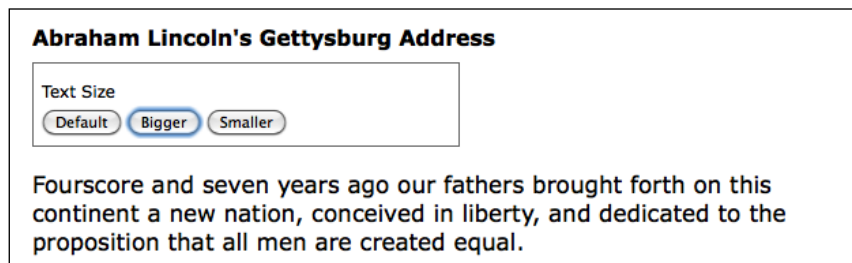 Abraham Lincoln's Gettysburg Address
Text Size
Default Bigger Smaller
Fourscore and seven years ago our fathers brought forth on this
continent a new nation, conceived in liberty, and dedicated to the
proposition that all men are created equal.